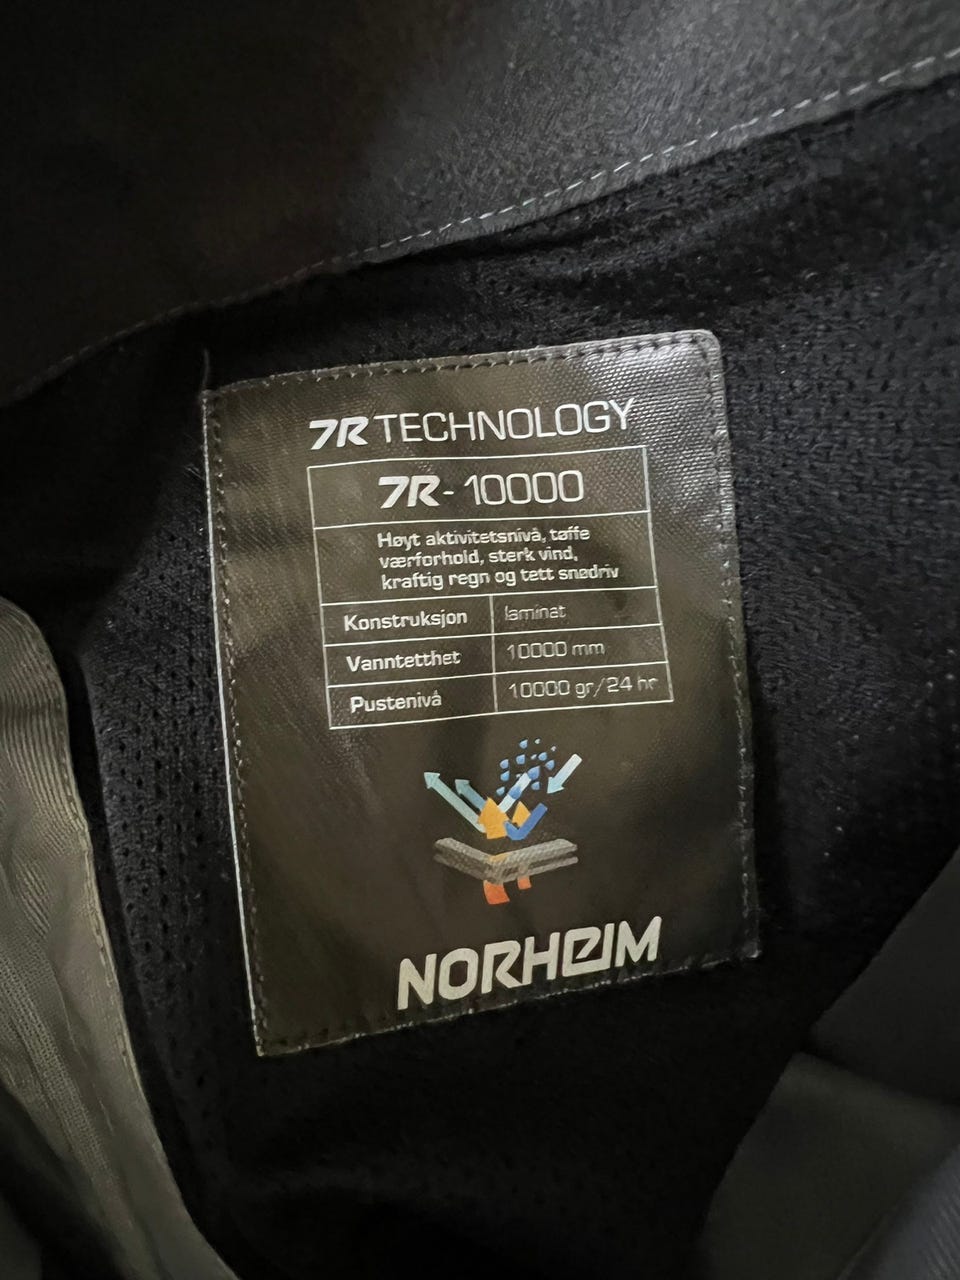 7R TECHNOLOGY
7R - 10000
Høyt aktivitetsnivå, tøffe
værforhold, sterk vind,
kraftig regn og tett snødriv
Konstruksjon laminat
Vanntetthet 10000 mm
Pustenivå 10000 gr/24 hr
NORHEIM